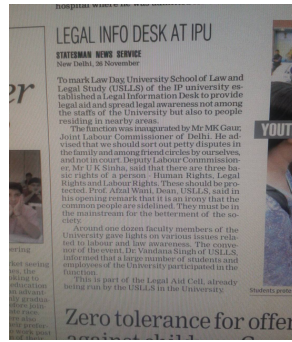 hospital where he was
LEGAL INFO DESK AT IPU
STATESMAN NEWS SERVICE
New Delhi, 26 November
To mark Law Day, University School of Law and
Legal Study (USLLS) of the IP university es-
tablished a Legal Information Desk to provide
legal aid and spread legal awareness not among
the staffs of the University but also to people
residing in nearby areas.
The function was inaugurated by Mr MK Gaur,
Joint Labour Commissioner of Delhi. He ad-
vised that we should sort out petty disputes in
the family and among friend circles by ourselves,
and not in court. Deputy Labour Conmmission-
er, Mr U K Sinha, said that there are three ba-
sic rights of a person - Human Rights, Legal
Rights and Labour Rights. These should be pro-
tected. Prof. Afzal Wani, Dean, USLLS, said in
his opening remark that it is an irony that the
common people are sidelined. They must be in
the mainstream for the betterment of the so-
ciety.
Around one dozen faculty members of the
University gave lights on various issues rela-
ted to labour and law awareness. The conve-
nor of the event, Dr. Vandana Singh of USLLS,
informed that a large number of students and
employees of the University participated in the
function.
This is part of the Legal Aid Cell, already
being run by the USLLS in the University.
Zero tolerance for offen
against child
er
YOUT
Students prote